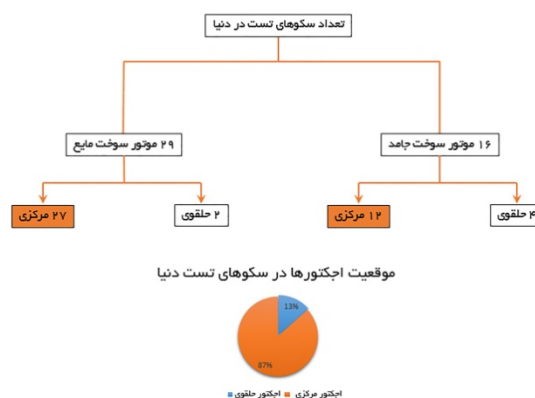 تعداد سکوهای تست در دنیا
۱۶ موتور سوخت جامد
۲۹ موتور سوخت مایع
۴ حلقوی
۱۲ مرکزی
۲ حلقوی
۲۷ مرکزی
موقعیت اجکتورها در سکوهای تست دنیا
13%
87%
اجکتور مرکزی
اجکتور حلقوی